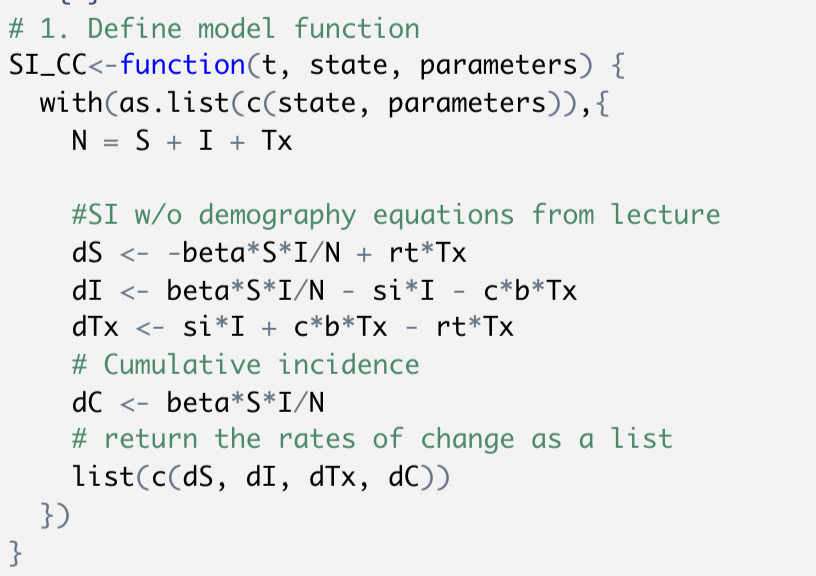 # 1. Define model function
SI_CC<-function(t, state, parameters) {
  with(as.list(c(state, parameters)),{
    N = S + I + Tx

    #SI w/o demography equations from lecture
    dS <- -beta*S*I/N + rt*Tx
    dI <- beta*S*I/N - si*I - c*b*Tx
    dTx <- si*I + c*b*Tx - rt*Tx
    # Cumulative incidence
    dC <- beta*S*I/N
    # return the rates of change as a list
    list(c(dS, dI, dTx, dC))
  })
}